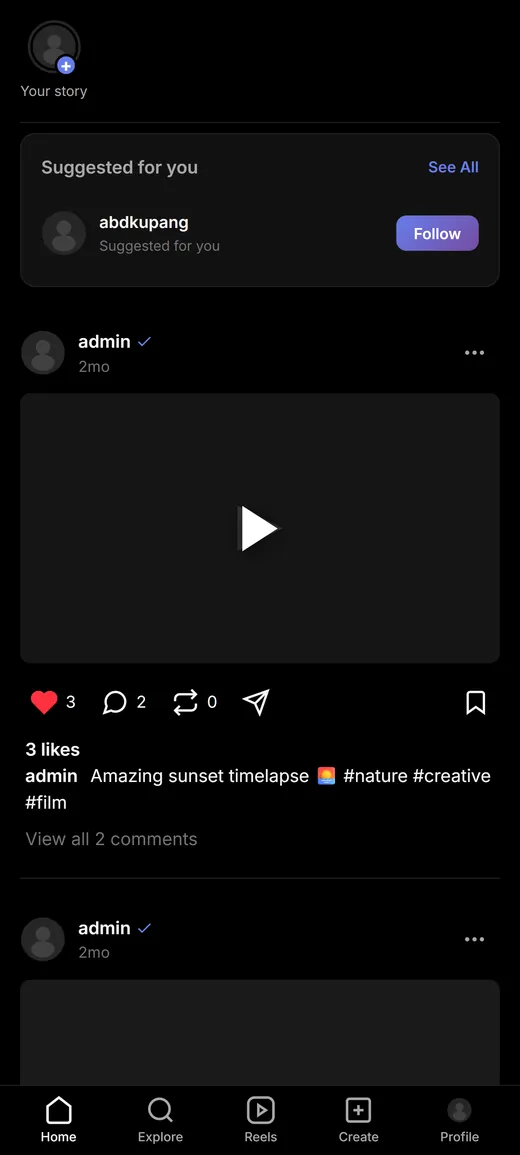 Your story
Suggested for you
See All
abdkupang
Suggested for you
Follow
admin
2mo
3
2
0
3 likes
admin Amazing sunset timelapse 🌅 #nature #creative
#film
View all 2 comments
admin
2mo
Home
Explore
Reels
Create
Profile